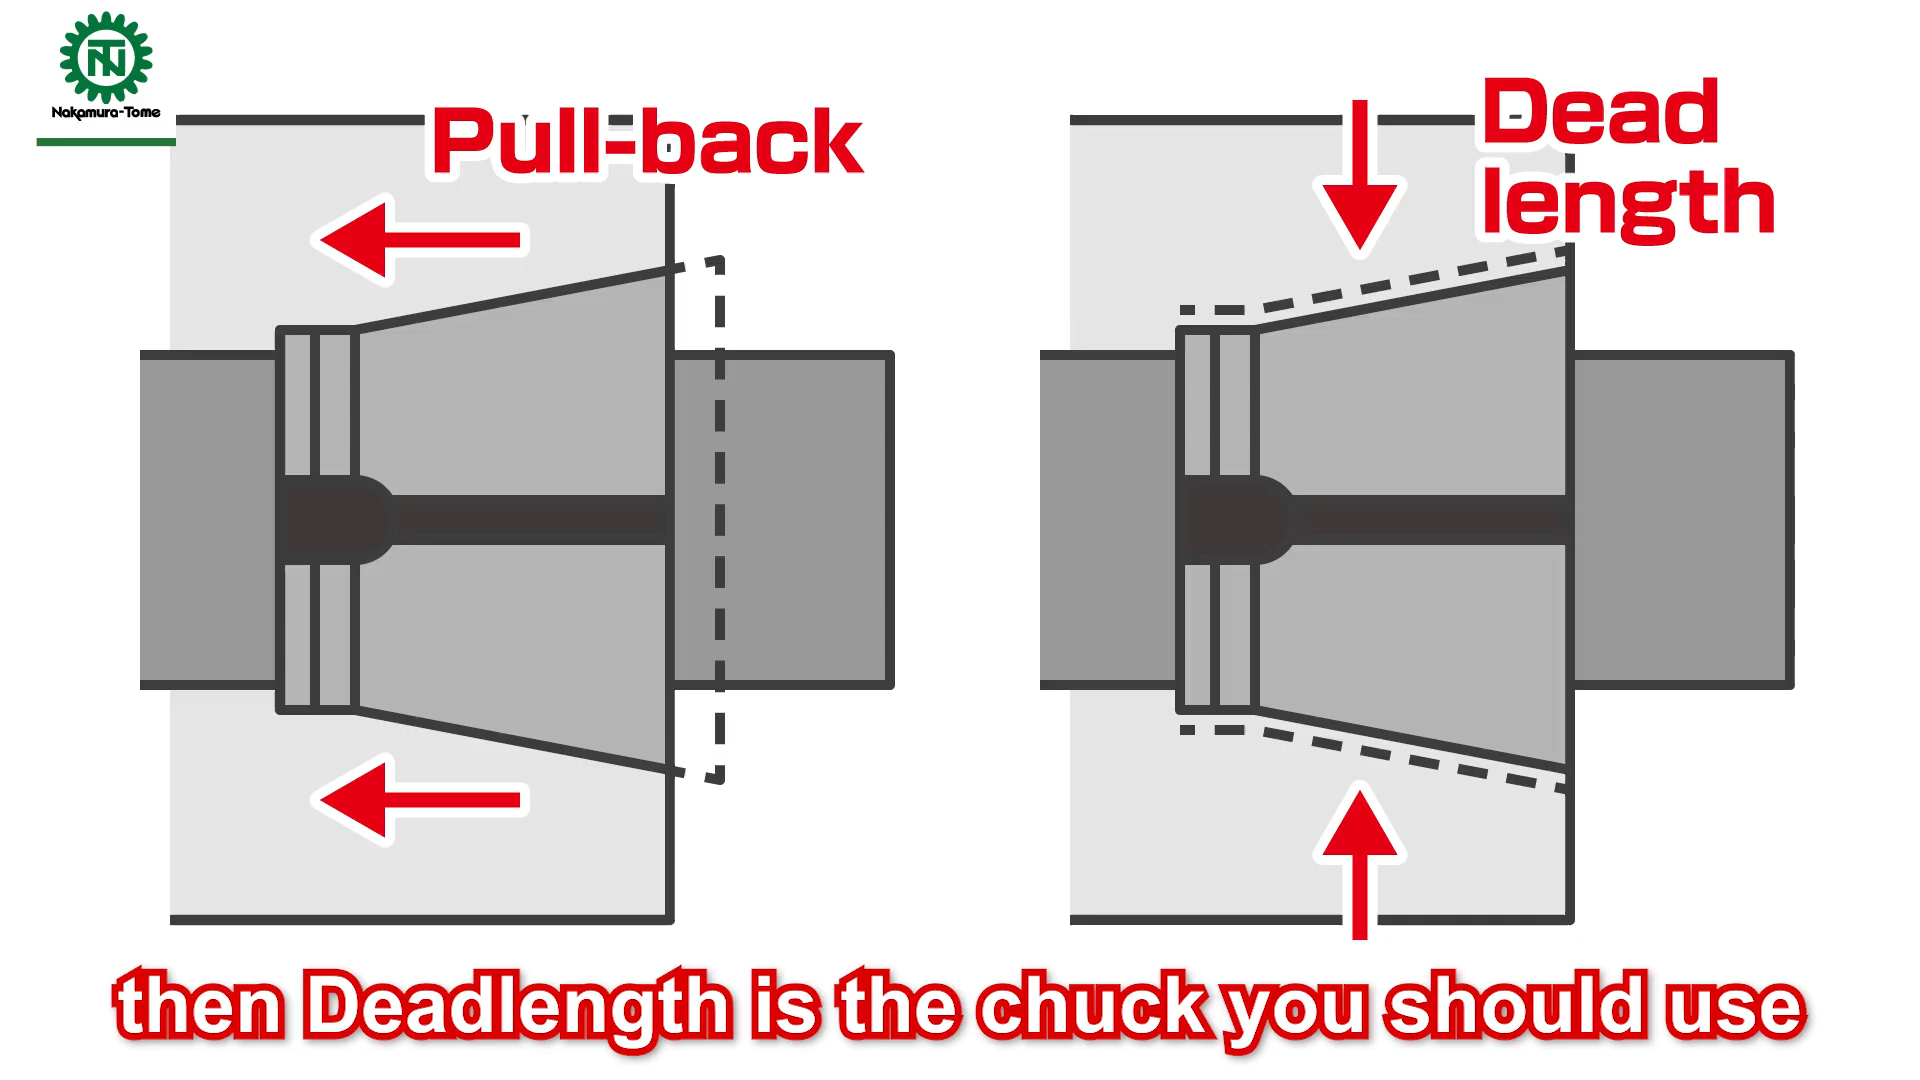 Nakamura-Tome
Pull-back
Dead
length
then Deadlength is the chuck you should use